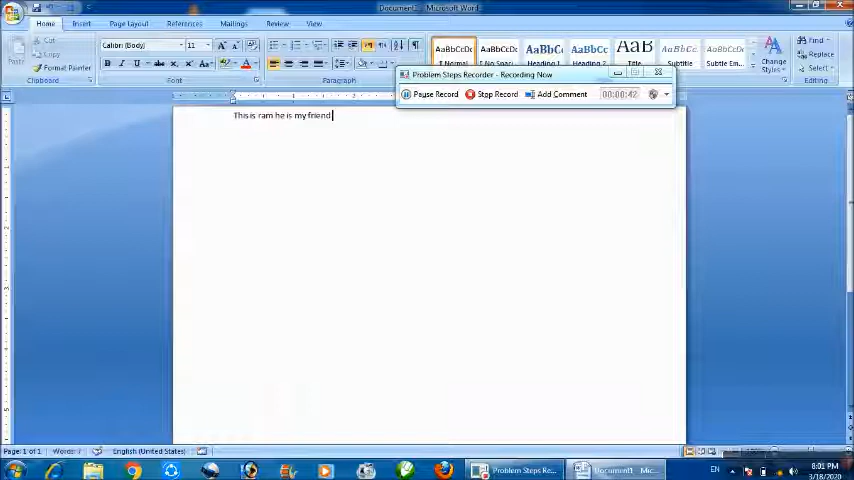 Document1 - Microsoft Word
Home Insert Page Layout References Mailings Review View
Cut
Copy
Format Painter
Paste
Clipboard
Calibri (Body) 11
Font
Paragraph
AaBbCcDc AaBbCcDc AaBbCc AaBbCc AaB AaBbCc. AaBbCcDc
¶ Normal ¶ No Spaci... Heading 1 Heading 2 Title Subtitle Subtle Em...
Change Styles
Find
Replace
Select
Editing
Problem Steps Recorder - Recording Now
Pause Record Stop Record Add Comment 00:00:42
This is ram he is my friend
Page: 1 of 1 Words: 7 English (United States)
Problem Steps Re... Document1 - Mic...
EN
8:01 PM
3/18/2020